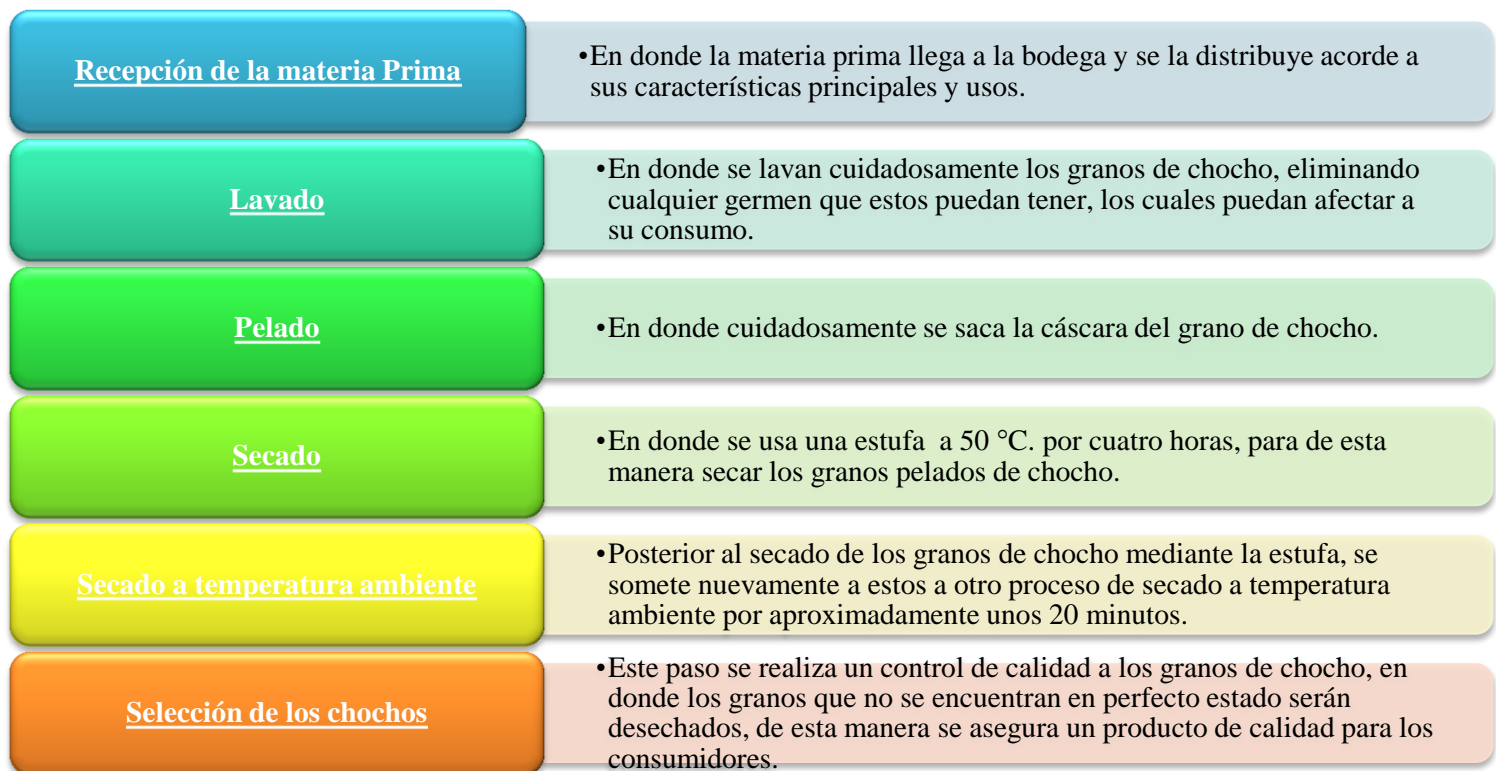 Recepción de la materia Prima
•En donde la materia prima llega a la bodega y se la distribuye acorde a
sus características principales y usos.
Lavado
•En donde se lavan cuidadosamente los granos de chocho, eliminando
cualquier germen que estos puedan tener, los cuales puedan afectar a
su consumo.
Pelado
•En donde cuidadosamente se saca la cáscara del grano de chocho.
Secado
•En donde se usa una estufa  a 50 °C. por cuatro horas, para de esta
manera secar los granos pelados de chocho.
Secado a temperatura ambiente
•Posterior al secado de los granos de chocho mediante la estufa, se
somete nuevamente a estos a otro proceso de secado a temperatura
ambiente por aproximadamente unos 20 minutos.
Selección de los chochos
•Este paso se realiza un control de calidad a los granos de chocho, en
donde los granos que no se encuentran en perfecto estado serán
desechados, de esta manera se asegura un producto de calidad para los
consumidores.